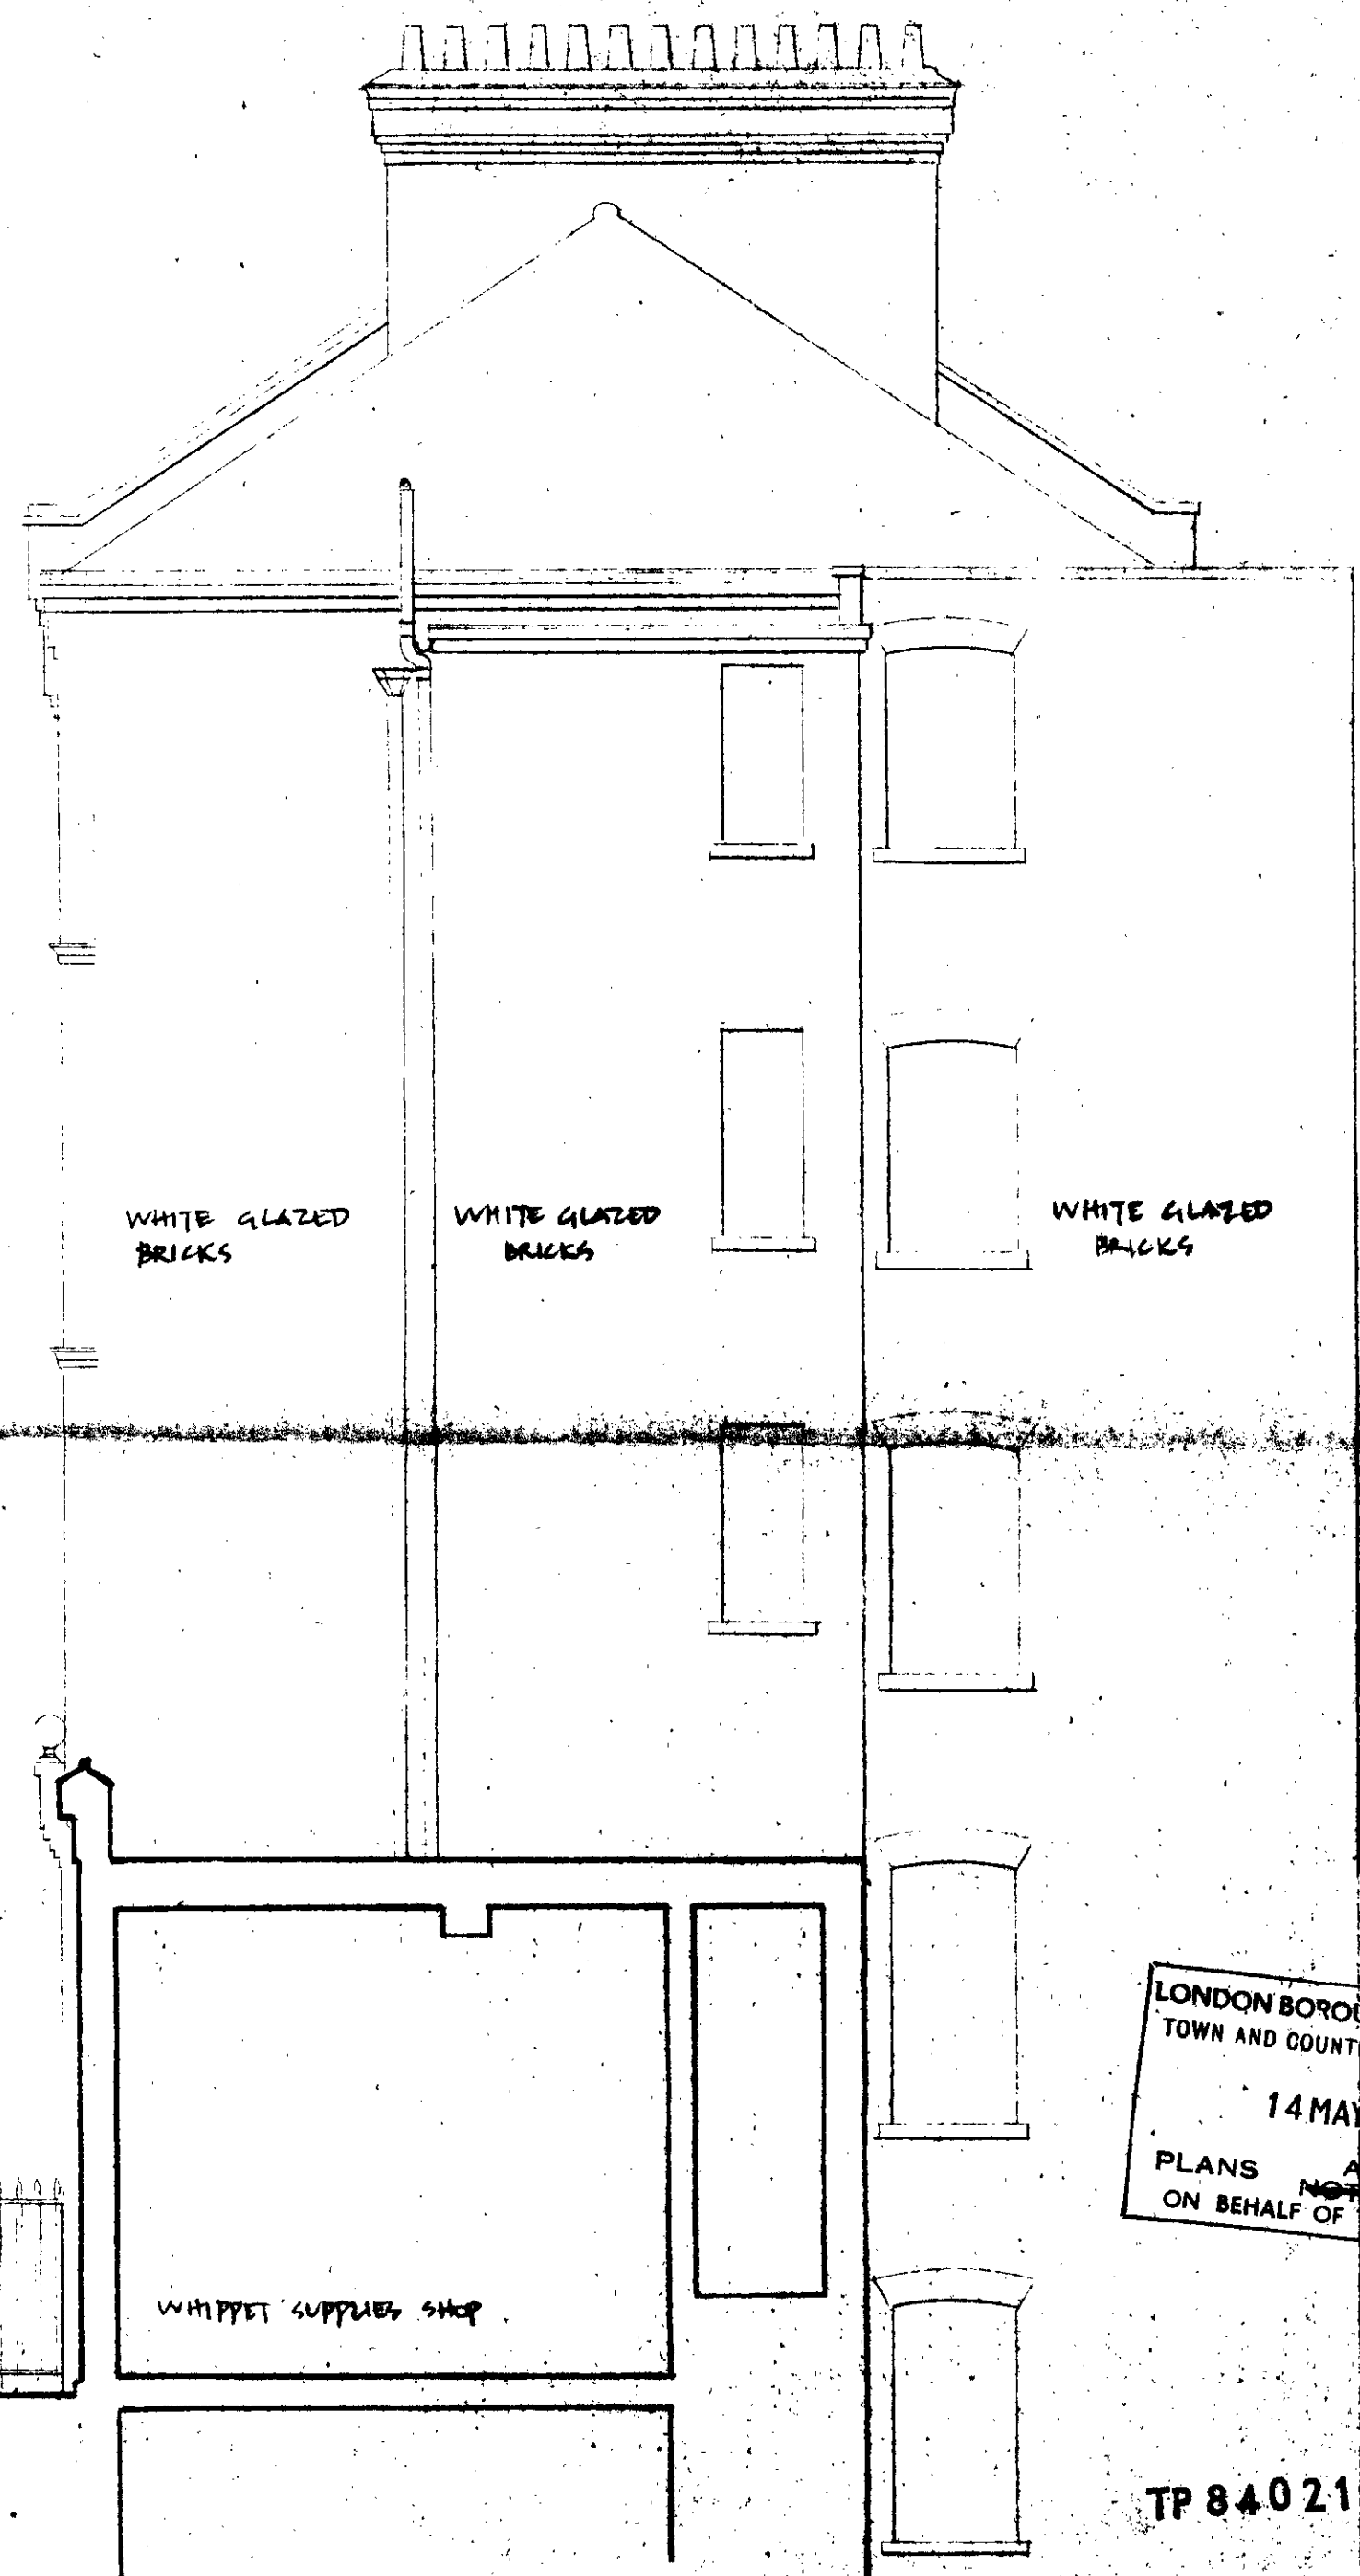 WHITE GLAZED
BRICKS
WHITE GLAZED
BRICKS
WHITE GLAZED
BRICKS
LONDON BOROU
TOWN AND COUNT
14 MAY
PLANS A
NOT
ON BEHALF OF
WHIPPET SUPPLIES SHOP
TP 84021